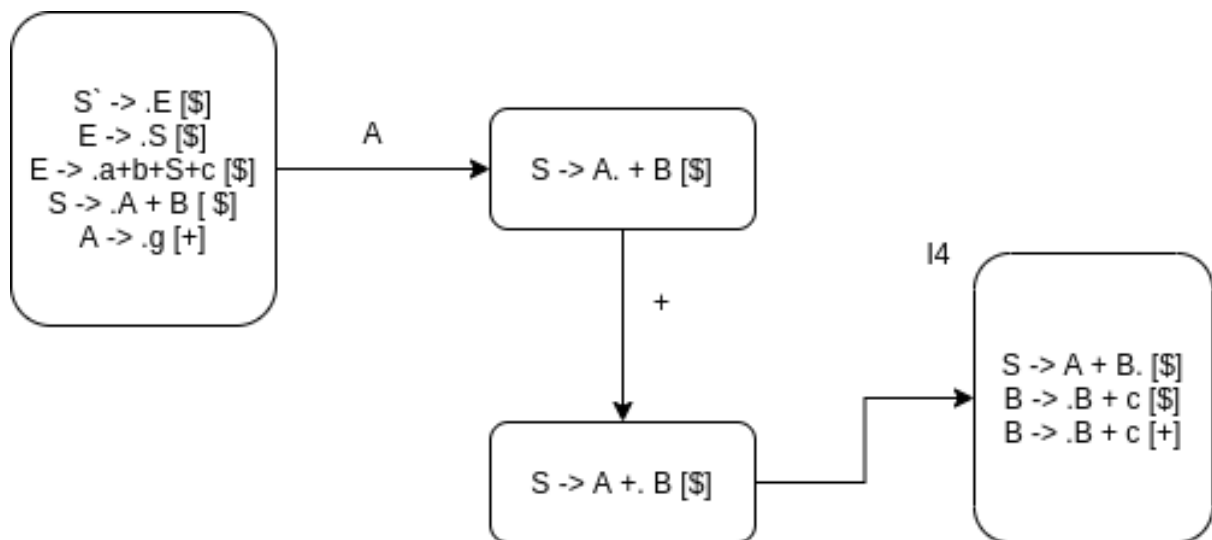 S` -> .E [$]
E -> .S [$]
E -> .a+b+S+c [$]
S -> .A + B [ $]
A -> .g [+]
A
S -> A. + B [$]
+
S -> A +. B [$]
I4
S -> A + B. [$]
B -> .B + c [$]
B -> .B + c [+]